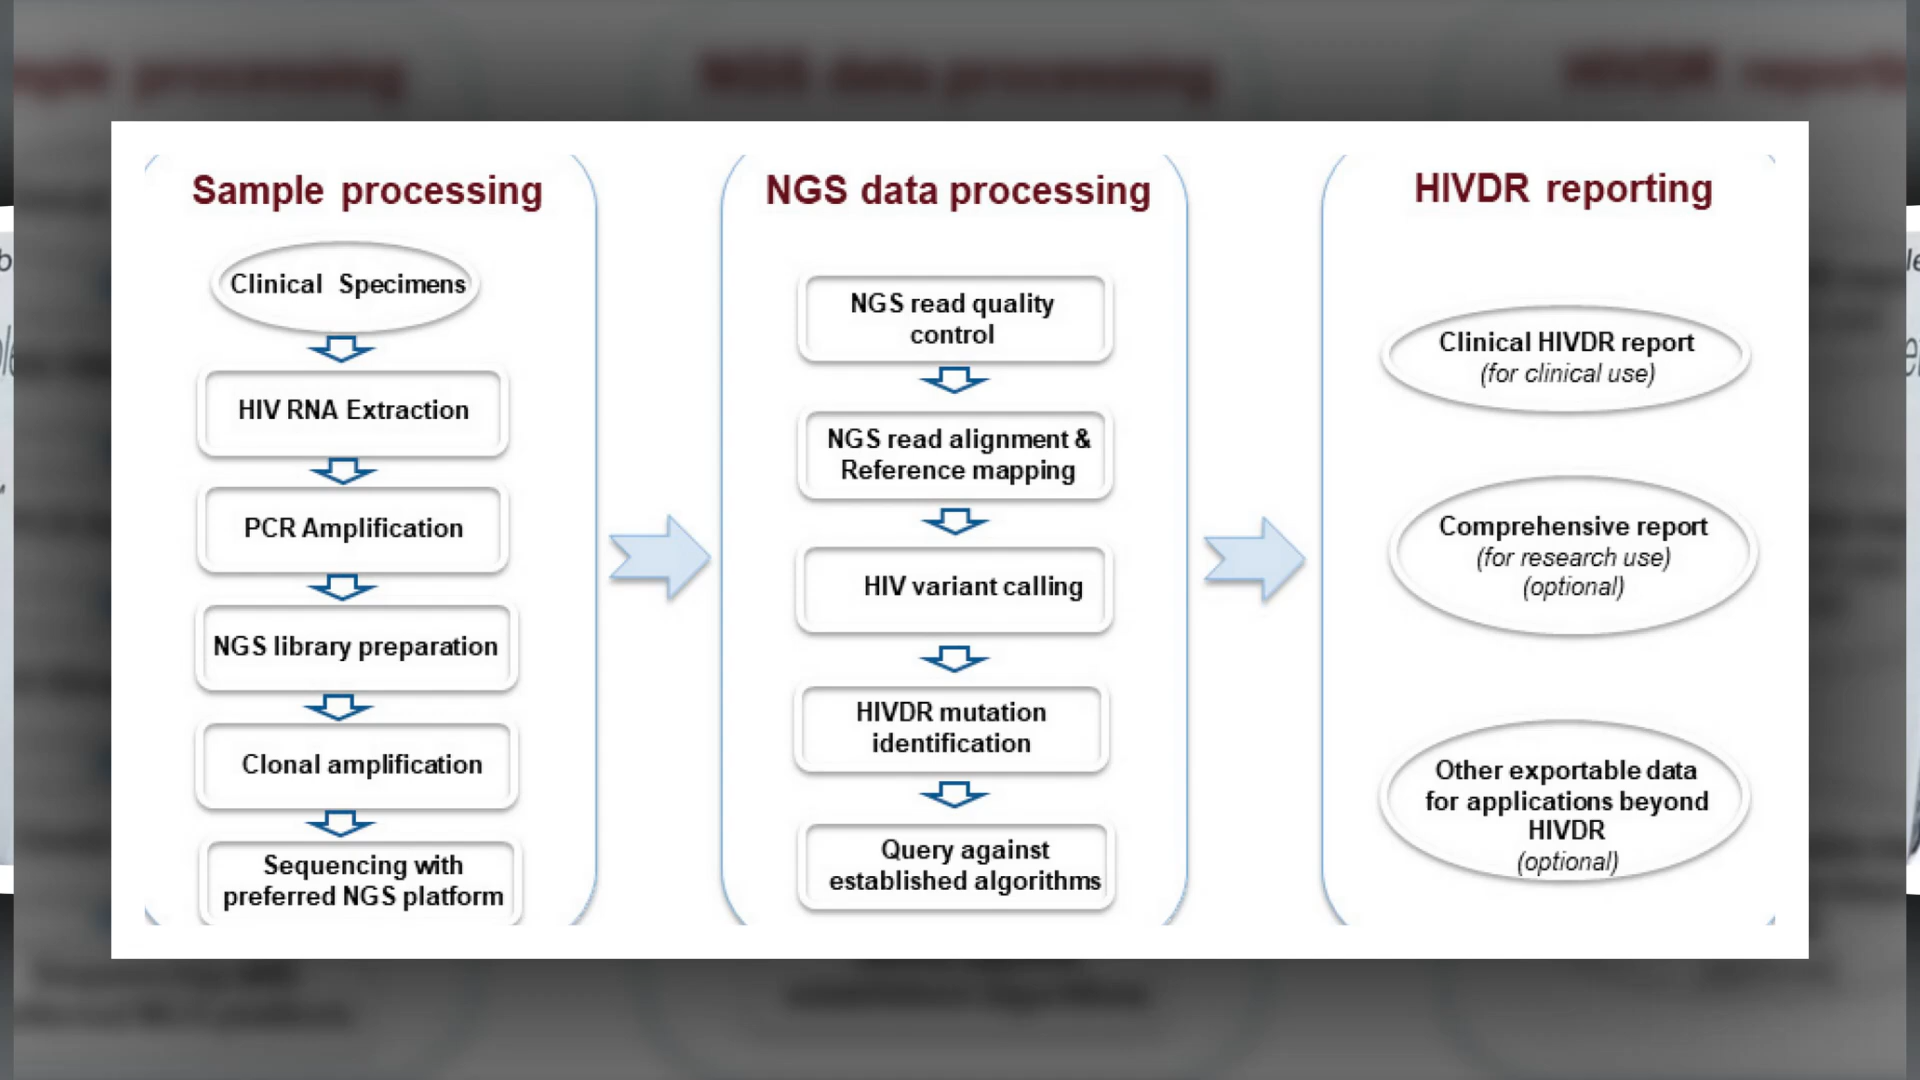 Sample processing
Clinical Specimens
HIV RNA Extraction
PCR Amplification
NGS library preparation
Clonal amplification
Sequencing with
preferred NGS platform
NGS data processing
NGS read quality
control
NGS read alignment &
Reference mapping
HIV variant calling
HIVDR mutation
identification
Query against
established algorithms
HIVDR reporting
Clinical HIVDR report
(for clinical use)
Comprehensive report
(for research use)
(optional)
Other exportable data
for applications beyond
HIVDR
(optional)